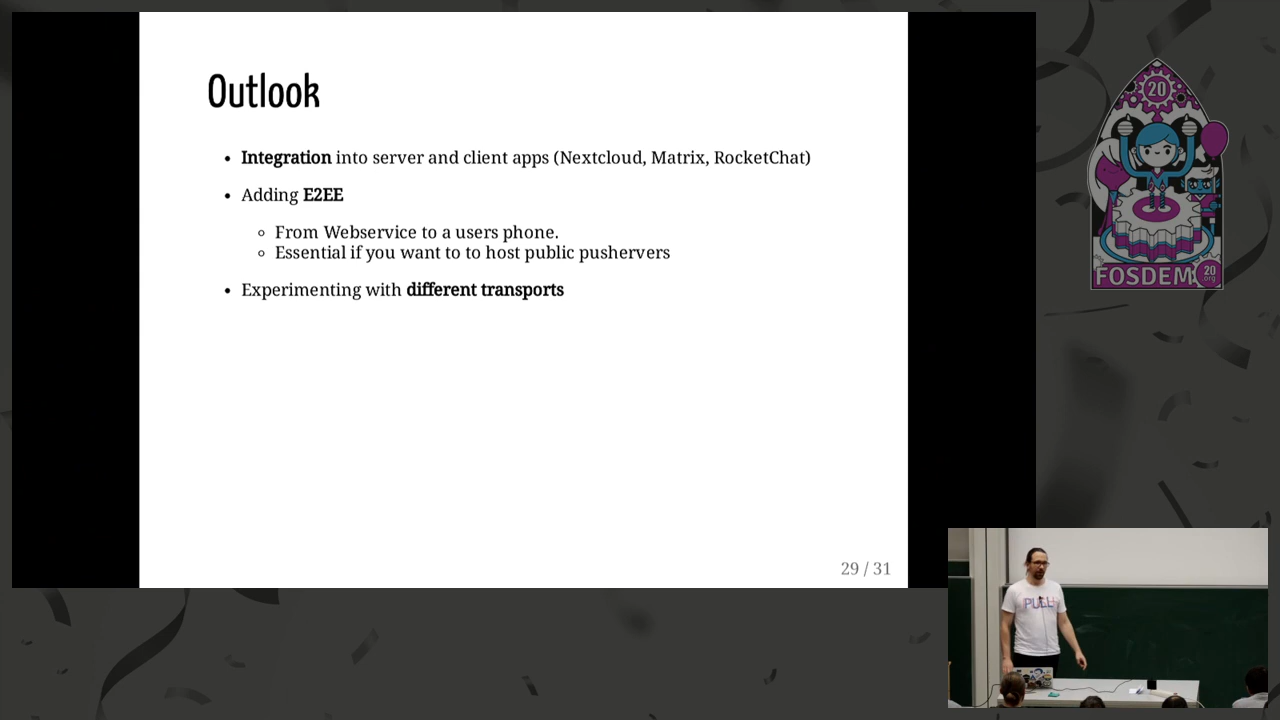 Outlook
• Integration into server and client apps (Nextcloud, Matrix, RocketChat)
• Adding E2EE
◦ From Webservice to a users phone.
◦ Essential if you want to to host public pushervers
• Experimenting with different transports
29 / 31
20
FOSDEM
20
.org